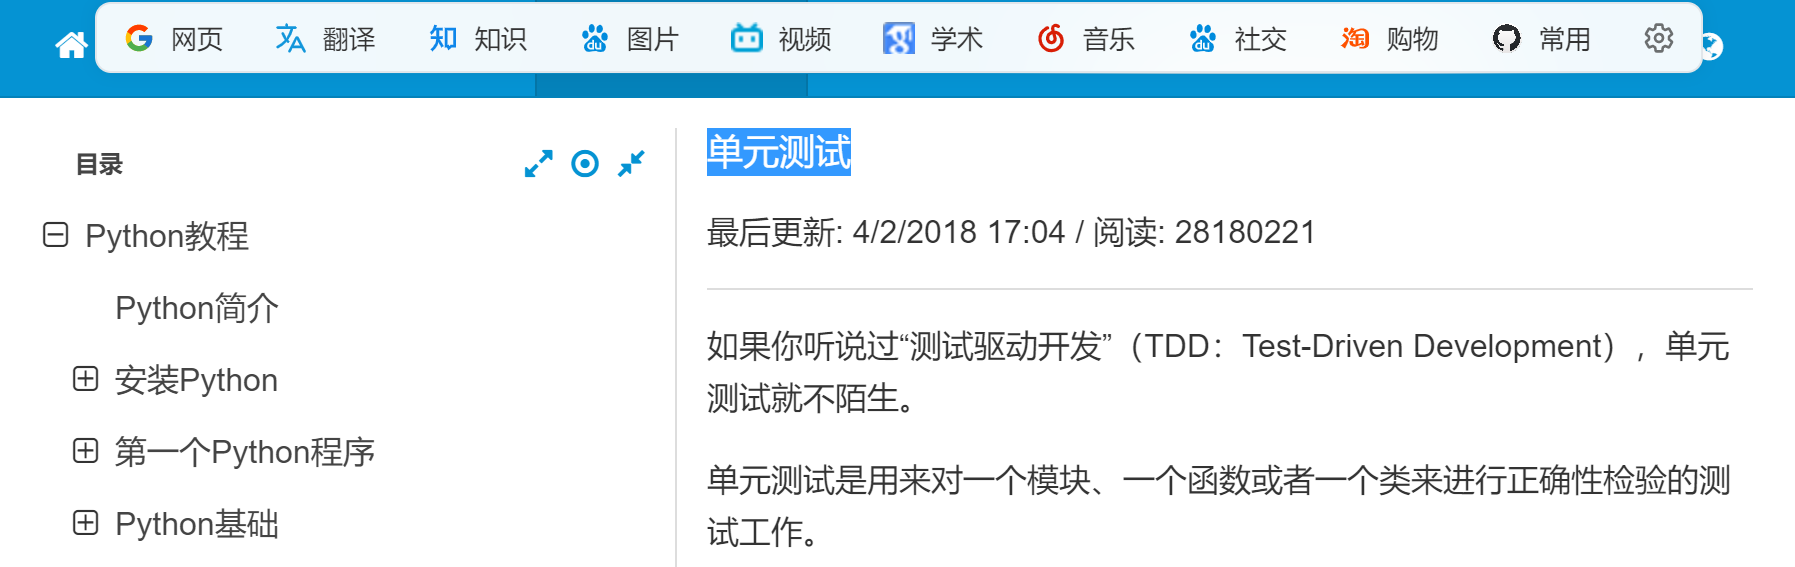 网页 翻译 知 知识 du 图片 视频 学术 音乐 du 社交 淘 购物 常用
目录
Python教程
Python简介
安装Python
第一个Python程序
Python基础
单元测试
最后更新: 4/2/2018 17:04 / 阅读: 28180221
如果你听说过“测试驱动开发”（TDD：Test-Driven Development），单元
测试就不陌生。
单元测试是用来对一个模块、一个函数或者一个类来进行正确性检验的测
试工作。